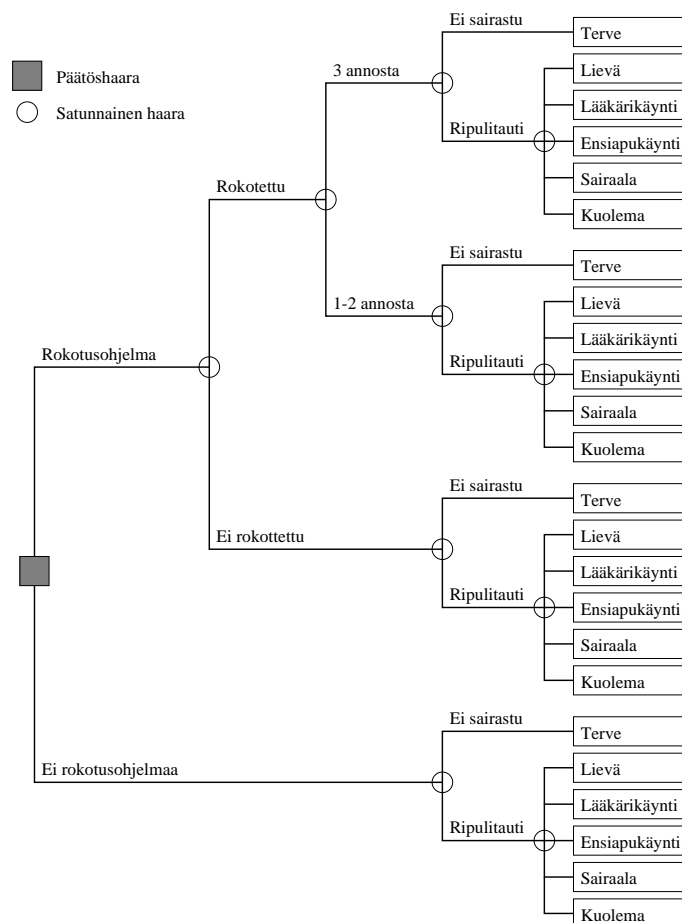 Päätöshaara
Satunnainen haara
Rokotusohjelma
Rokotettu
3 annosta
Ei sairastu
Terve
Ripulitauti
Lievä
Lääkärikäynti
Ensiapukäynti
Sairaala
Kuolema
1-2 annosta
Ei sairastu
Terve
Ripulitauti
Lievä
Lääkärikäynti
Ensiapukäynti
Sairaala
Kuolema
Ei rokottettu
Ei sairastu
Terve
Ripulitauti
Lievä
Lääkärikäynti
Ensiapukäynti
Sairaala
Kuolema
Ei rokotusohjelmaa
Ei sairastu
Terve
Ripulitauti
Lievä
Lääkärikäynti
Ensiapukäynti
Sairaala
Kuolema